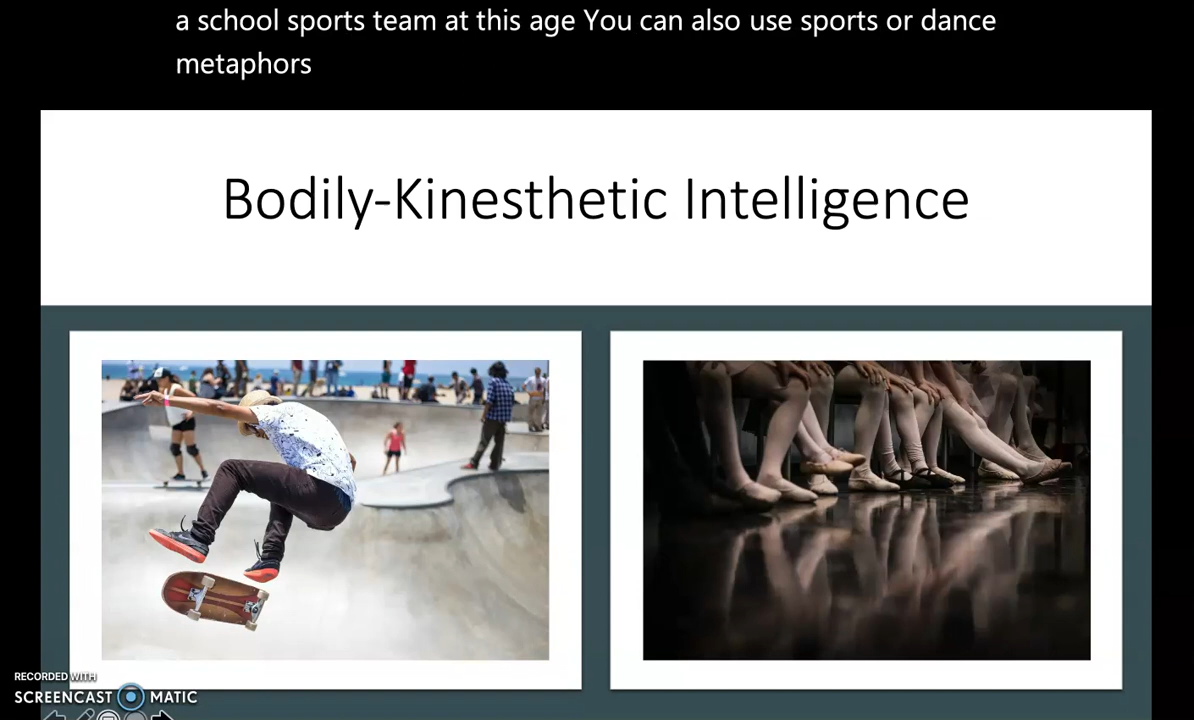 a school sports team at this age You can also use sports or dance
metaphors
Bodily-Kinesthetic Intelligence
RECORDED WITH
SCREENCAST MATIC